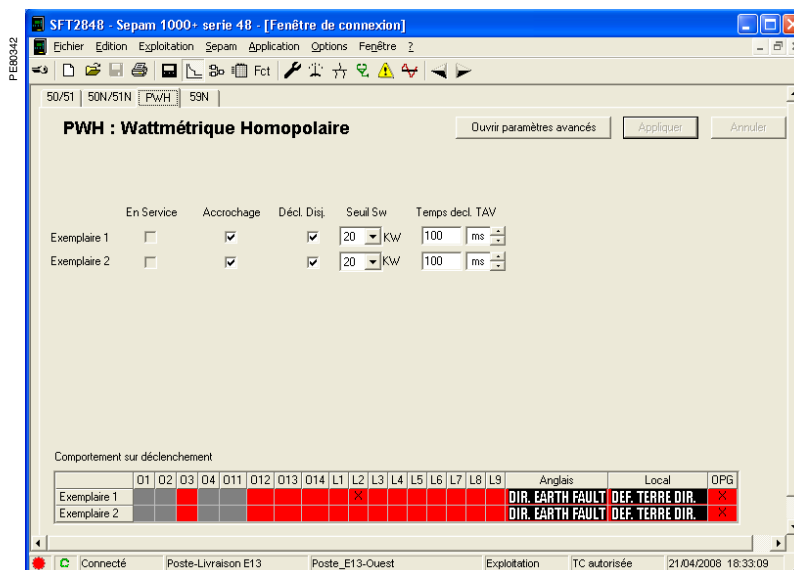 PE80342
SFT2848 - Sepam 1000+ serie 48 - [Fenêtre de connexion]
Fichier Edition Exploitation Sepam Application Options Fenêtre ?
Fct
50/51 50N/51N PWH 59N
PWH : Wattmétrique Homopolaire
Ouvrir paramètres avancés Appliquer Annuler
En Service Accrochage Décl. Disj. Seuil Sw Temps decl. TAV
Exemplaire 1 20 KW 100 ms
Exemplaire 2 20 KW 100 ms
Comportement sur déclenchement
O1 O2 O3 O4 O11 O12 O13 O14 L1 L2 L3 L4 L5 L6 L7 L8 L9 Anglais Local OPG
Exemplaire 1 X DIR. EARTH FAULT DEF. TERRE DIR. X
Exemplaire 2 DIR. EARTH FAULT DEF. TERRE DIR. X
Connecté Poste-Livraison E13 Poste_E13-Ouest Exploitation TC autorisée 21/04/2008 18:33:09